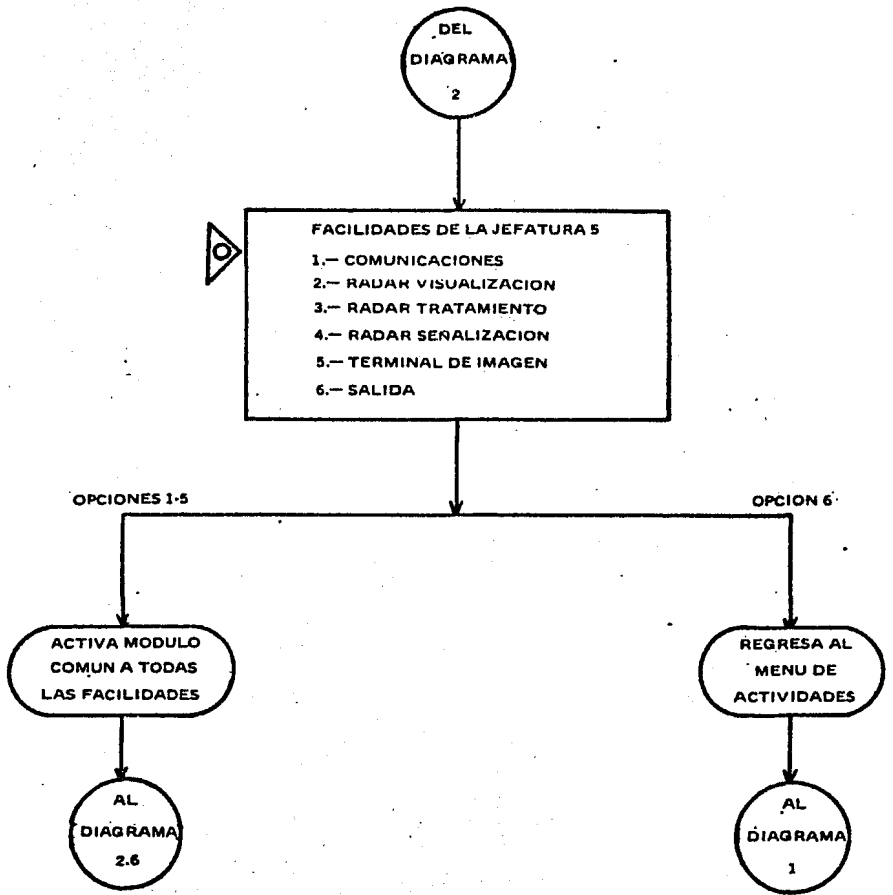 DEL
DIAGRAMA
2
FACILIDADES DE LA JEFATURA 5
1.— COMUNICACIONES
2.— RADAR VISUALIZACION
3.— RADAR TRATAMIENTO
4.— RADAR SEÑALIZACION
5.— TERMINAL DE IMAGEN
6.— SALIDA
OPCIONES 1-5
OPCION 6
ACTIVA MODULO
COMUN A TODAS
LAS FACILIDADES
REGRESA AL
MENU DE
ACTIVIDADES
AL
DIAGRAMA
2.6
AL
DIAGRAMA
1